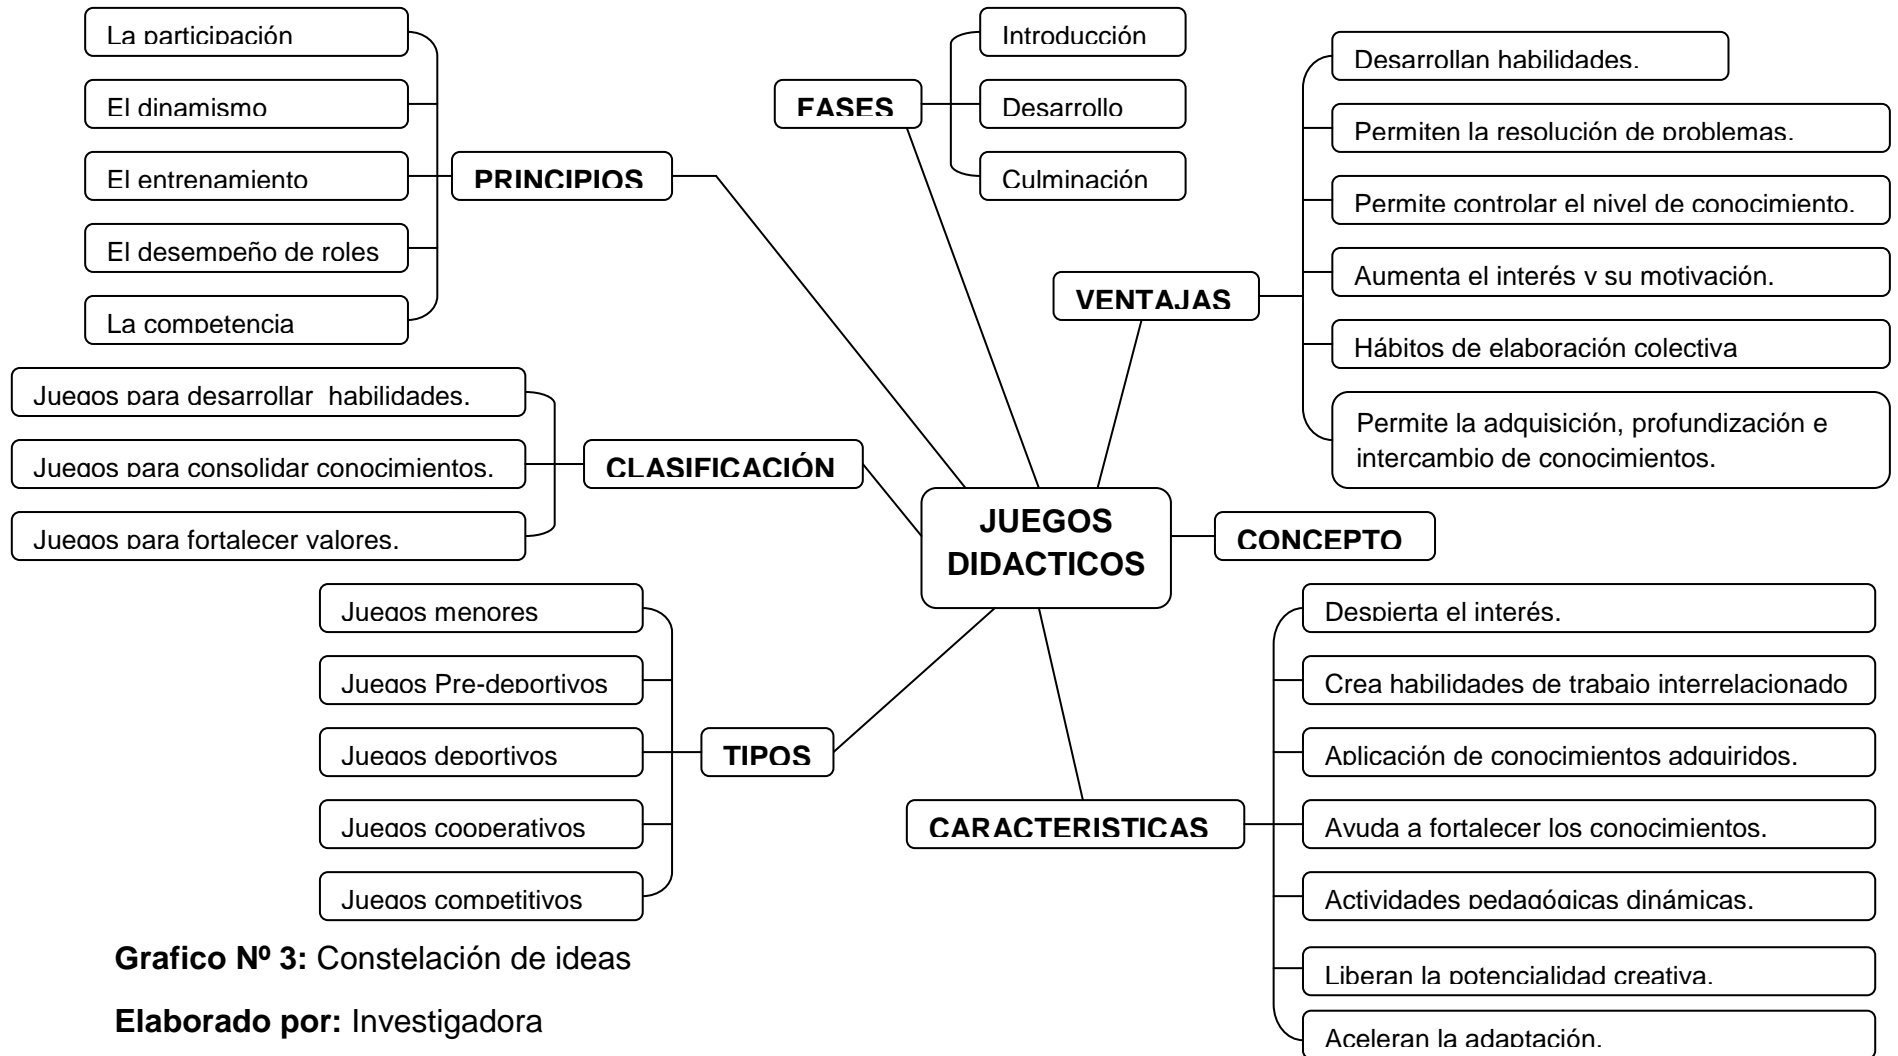 La participación
El dinamismo
El entrenamiento
El desempeño de roles
La competencia
PRINCIPIOS
FASES
Introducción
Desarrollo
Culminación
VENTAJAS
Desarrollan habilidades.
Permiten la resolución de problemas.
Permite controlar el nivel de conocimiento.
Aumenta el interés y su motivación.
Hábitos de elaboración colectiva
Permite la adquisición, profundización e
intercambio de conocimientos.
Juegos para desarrollar  habilidades.
Juegos para consolidar conocimientos.
Juegos para fortalecer valores.
CLASIFICACIÓN
JUEGOS
DIDACTICOS
CONCEPTO
Juegos menores
Juegos Pre-deportivos
Juegos deportivos
Juegos cooperativos
Juegos competitivos
TIPOS
CARACTERISTICAS
Despierta el interés.
Crea habilidades de trabajo interrelacionado
Aplicación de conocimientos adquiridos.
Ayuda a fortalecer los conocimientos.
Actividades pedagógicas dinámicas.
Liberan la potencialidad creativa.
Aceleran la adaptación.
Grafico Nº 3: Constelación de ideas
Elaborado por: Investigadora